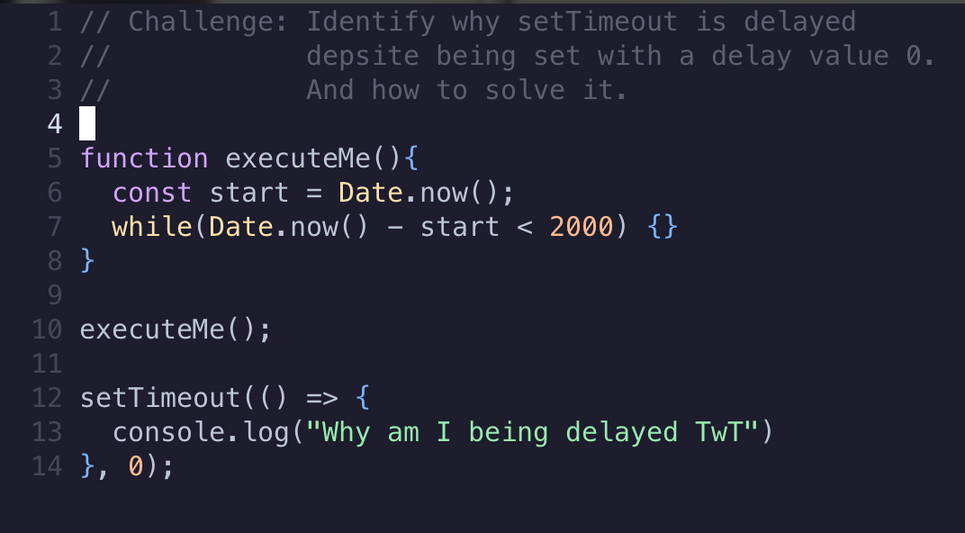 1 // Challenge: Identify why setTimeout is delayed
2 //            depsite being set with a delay value 0.
3 //            And how to solve it.
4
5 function executeMe(){
6   const start = Date.now();
7   while(Date.now() - start < 2000) {}
8 }
9
10 executeMe();
11
12 setTimeout(() => {
13   console.log("Why am I being delayed TwT")
14 }, 0);